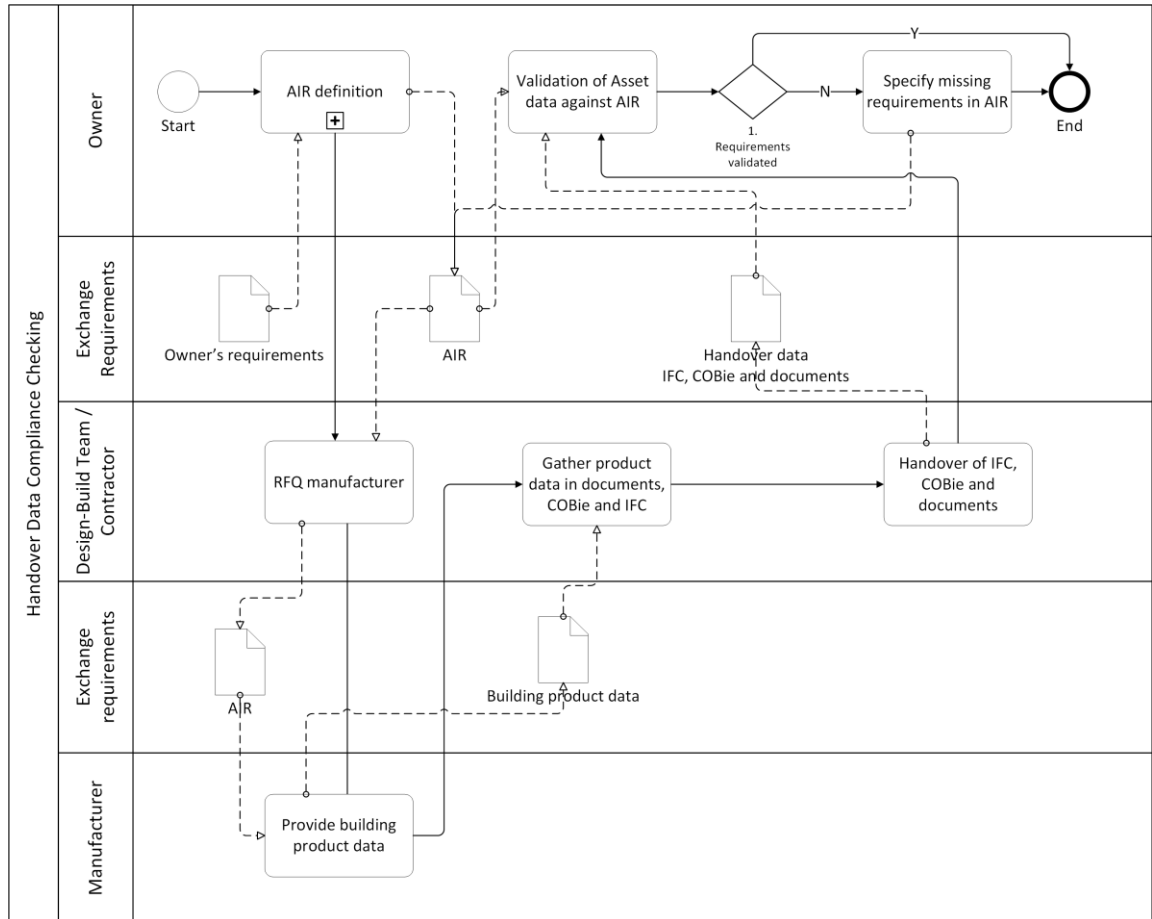 Handover Data Compliance Checking
Owner
Start
AIR definition
Validation of Asset
data against AIR
1.
Requirements
validated
Y
N
Specify missing
requirements in AIR
End
Exchange
Requirements
Owner's requirements
AIR
Handover data
IFC, COBie and documents
Design-Build Team /
Contractor
RFQ manufacturer
Gather product
data in documents,
COBie and IFC
Handover of IFC,
COBie and
documents
Exchange
requirements
AIR
Building product data
Manufacturer
Provide building
product data